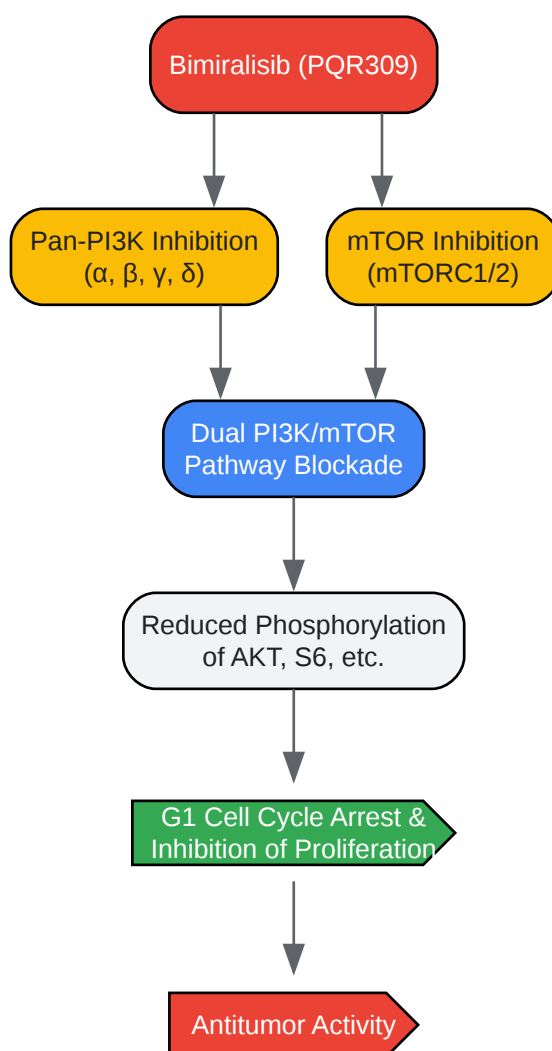 Bimiralisib (PQR309)
Pan-PI3K Inhibition
(α, β, γ, δ)
mTOR Inhibition
(mTORC1/2)
Dual PI3K/mTOR
Pathway Blockade
Reduced Phosphorylation
of AKT, S6, etc.
G1 Cell Cycle Arrest &
Inhibition of Proliferation
Antitumor Activity